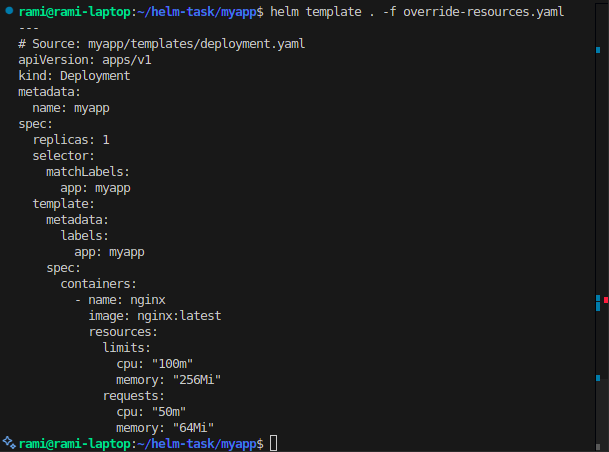 rami@rami-laptop:~/helm-task/myapp$ helm template . -f override-resources.yaml
---
# Source: myapp/templates/deployment.yaml
apiVersion: apps/v1
kind: Deployment
metadata:
  name: myapp
spec:
  replicas: 1
  selector:
    matchLabels:
      app: myapp
  template:
    metadata:
      labels:
        app: myapp
    spec:
      containers:
        - name: nginx
          image: nginx:latest
          resources:
            limits:
              cpu: "100m"
              memory: "256Mi"
            requests:
              cpu: "50m"
              memory: "64Mi"
rami@rami-laptop:~/helm-task/myapp$